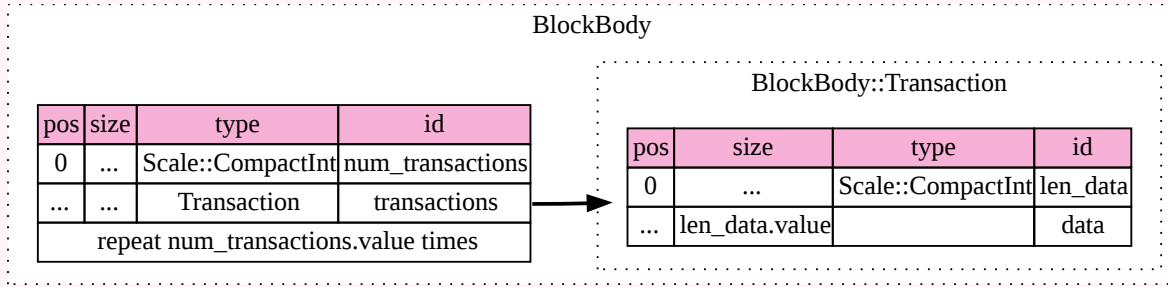 BlockBody
BlockBody::Transaction
pos size type id
0 ... Scale::CompactInt num_transactions
... ... Transaction transactions
repeat num_transactions.value times
pos size type id
0 ... Scale::CompactInt len_data
... len_data.value data